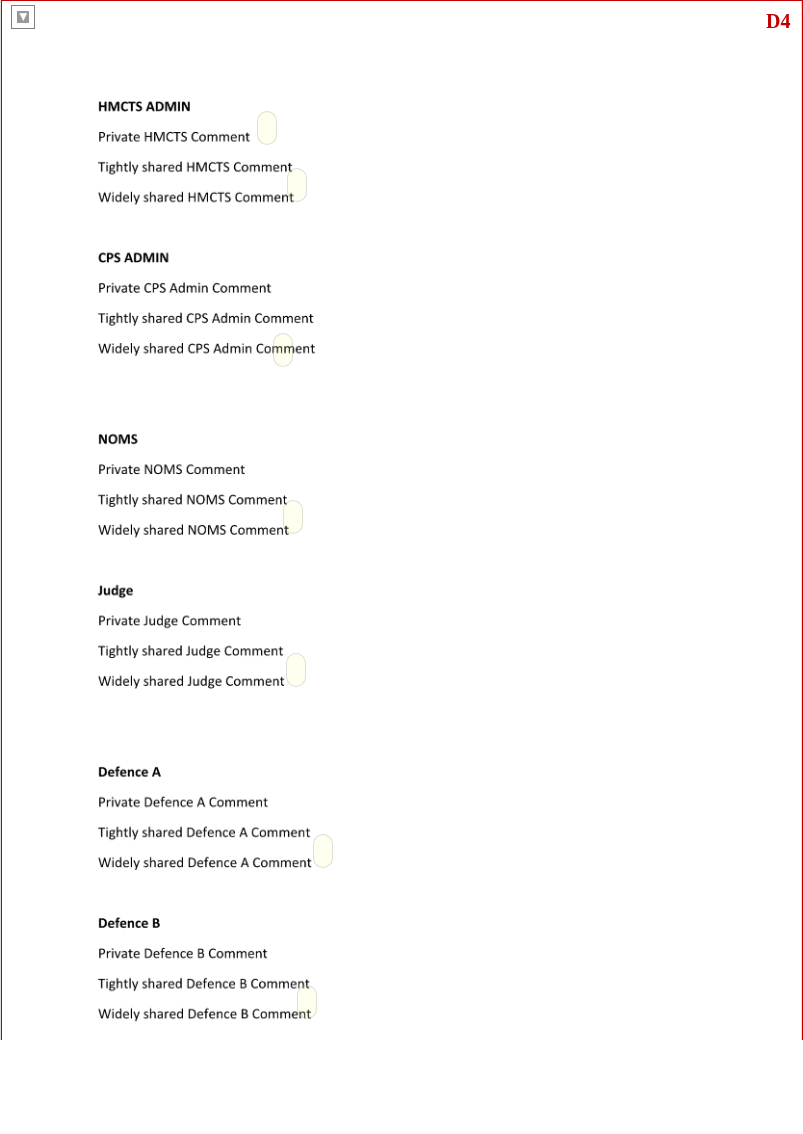 D4
HMCTS ADMIN
Private HMCTS Comment
Tightly shared HMCTS Comment
Widely shared HMCTS Comment
CPS ADMIN
Private CPS Admin Comment
Tightly shared CPS Admin Comment
Widely shared CPS Admin Comment
NOMS
Private NOMS Comment
Tightly shared NOMS Comment
Widely shared NOMS Comment
Judge
Private Judge Comment
Tightly shared Judge Comment
Widely shared Judge Comment
Defence A
Private Defence A Comment
Tightly shared Defence A Comment
Widely shared Defence A Comment
Defence B
Private Defence B Comment
Tightly shared Defence B Comment
Widely shared Defence B Comment